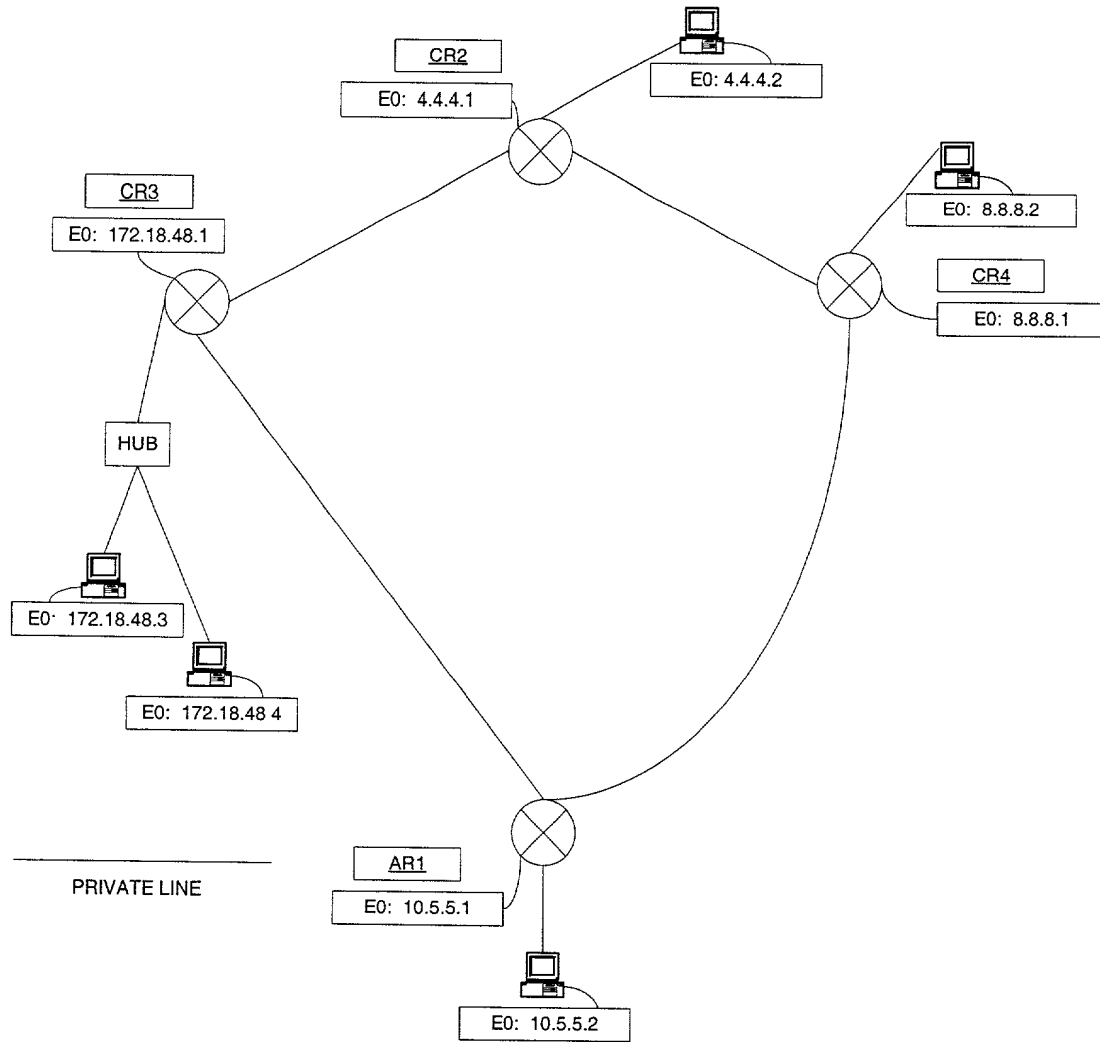 CR2
E0: 4.4.4.1
E0: 4.4.4.2
CR3
E0: 172.18.48.1
E0: 8.8.8.2
CR4
E0: 8.8.8.1
HUB
E0: 172.18.48.3
E0: 172.18.48 4
PRIVATE LINE
AR1
E0: 10.5.5.1
E0: 10.5.5.2